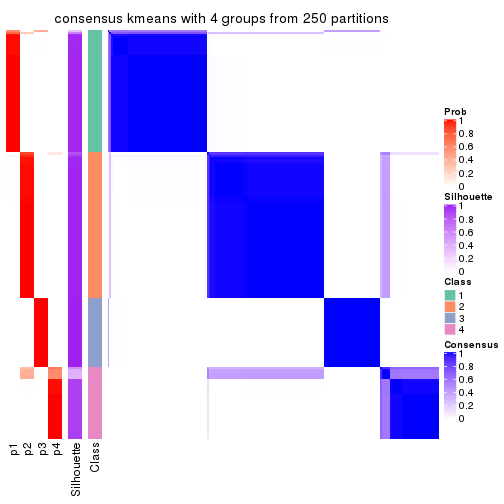 consensus kmeans with 4 groups from 250 partitions
Prob
1
0.8
0.6
0.4
0.2
0
Silhouette
1
0.8
0.6
0.4
0.2
0
Class
1
2
3
4
Consensus
1
0.8
0.6
0.4
0.2
0
p1
p2
p3
p4
Silhouette
Class